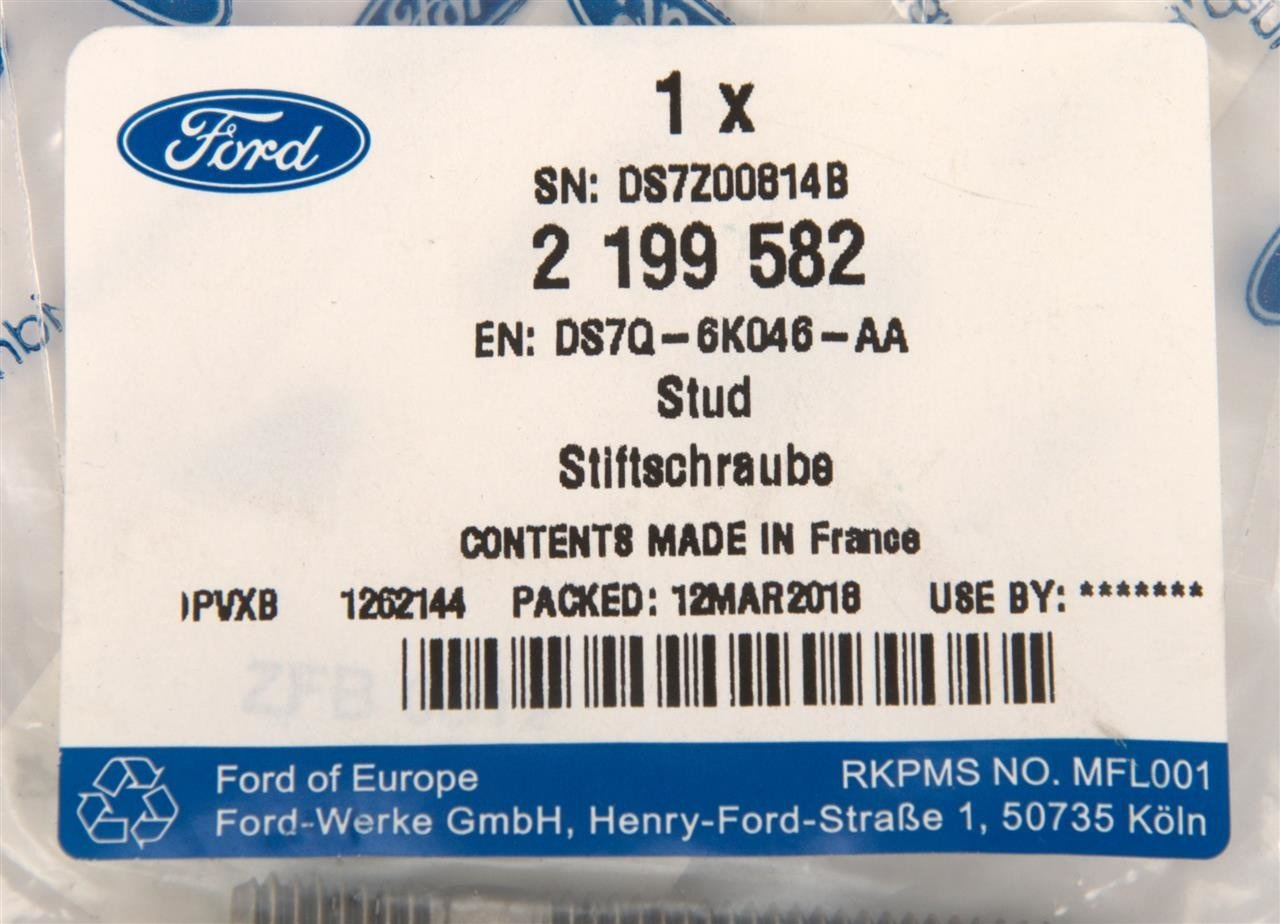 Ford
1 x
SN: DS7Z00814B
2 199 582
EN: DS7Q-6K046-AA
Stud
Stiftschraube
CONTENTS MADE IN France
PVXB 1262144 PACKED: 12MAR2018 USE BY: *******
Ford of Europe
RKPMS NO. MFL001
Ford-Werke GmbH, Henry-Ford-Straße 1, 50735 Köln